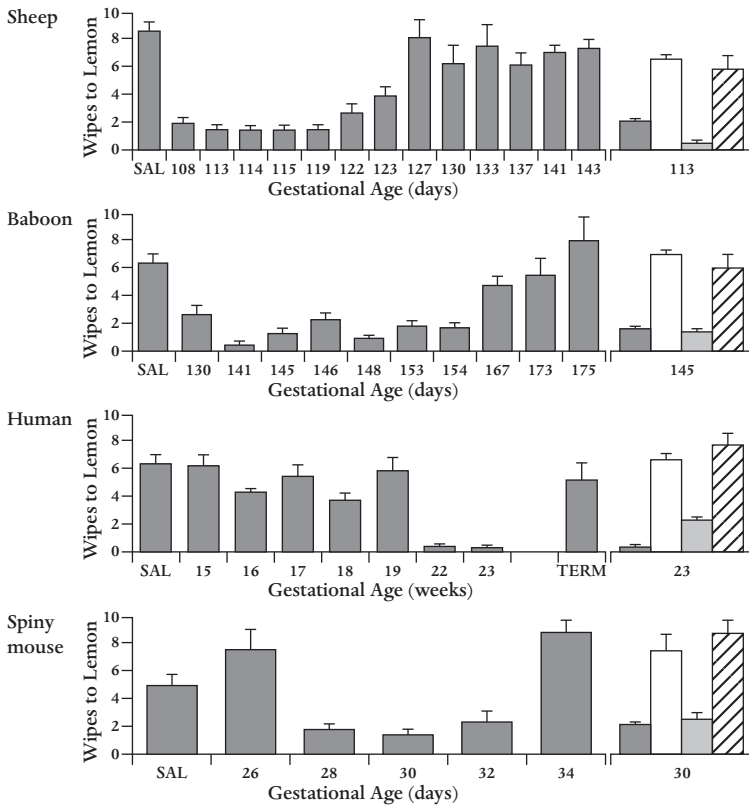 Sheep
Wipes to Lemon
10
8
6
4
2
0
SAL 108 113 114 115 119 122 123 127 130 133 137 141 143 113
Gestational Age (days)
Baboon
Wipes to Lemon
10
8
6
4
2
0
SAL 130 141 145 146 148 153 154 167 173 175 145
Gestational Age (days)
Human
Wipes to Lemon
10
8
6
4
2
0
SAL 15 16 17 18 19 22 23 TERM 23
Gestational Age (weeks)
Spiny
mouse
Wipes to Lemon
10
8
6
4
2
0
SAL 26 28 30 32 34 30
Gestational Age (days)